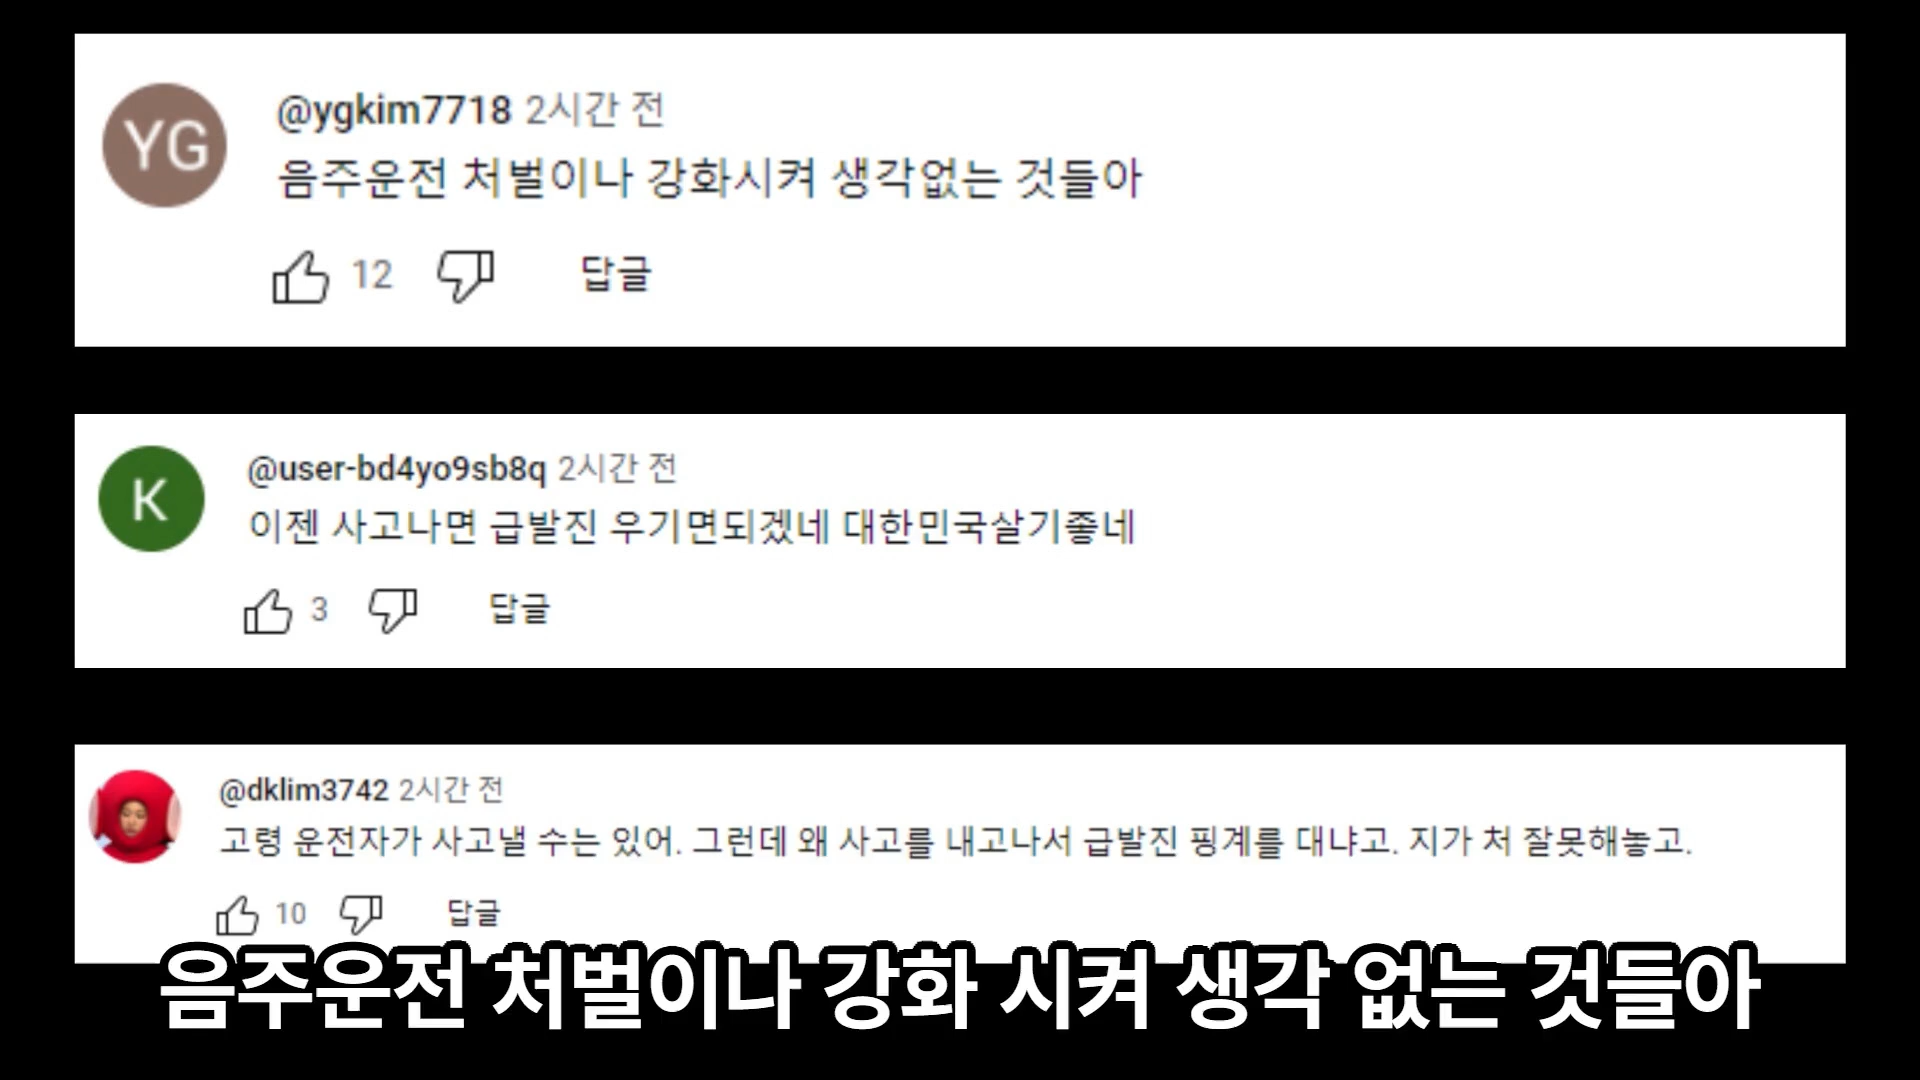 YG
@ygkim7718 2시간 전
음주운전 처벌이나 강화시켜 생각없는 것들아
12 답글
K
@user-bd4yo9sb8q 2시간 전
이젠 사고나면 급발진 우기면되겠네 대한민국살기좋네
3 답글
@dklim3742 2시간 전
고령 운전자가 사고낼 수는 있어. 그런데 왜 사고를 내고나서 급발진 핑계를 대냐고. 지가 처 잘못해놓고.
10 답글
음주운전 처벌이나 강화 시켜 생각 없는 것들아